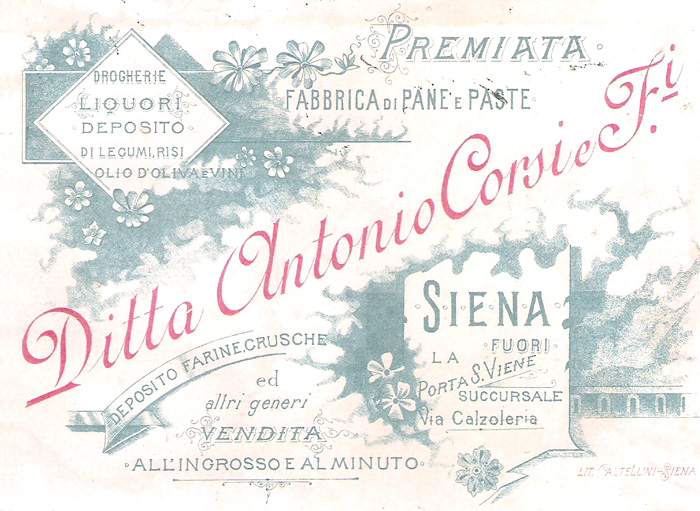 PREMIATA
FABBRICA DI PANE E PASTE
DROGHERIE
LIQUORI
DEPOSITO
DI LEGUMI, RISI
OLIO D'OLIVA E VINI
Ditta Antonio Corsi e F.i
SIENA
FUORI
LA
PORTA S. VIENE
SUCCURSALE
Via Calzoleria
DEPOSITO FARINE, CRUSCHE
ed
altri generi
VENDITA
ALL'INGROSSO E AL MINUTO
LIT. CASTELLINI-SIENA